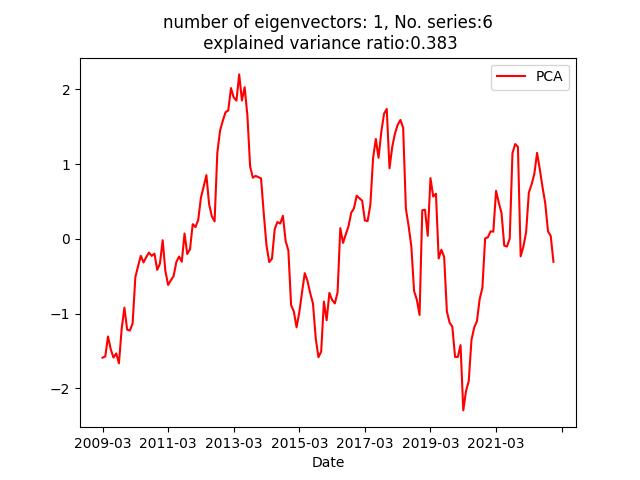 number of eigenvectors: 1, No. series:6
explained variance ratio:0.383
PCA
2
1
0
−1
−2
2009-03 2011-03 2013-03 2015-03 2017-03 2019-03 2021-03
Date